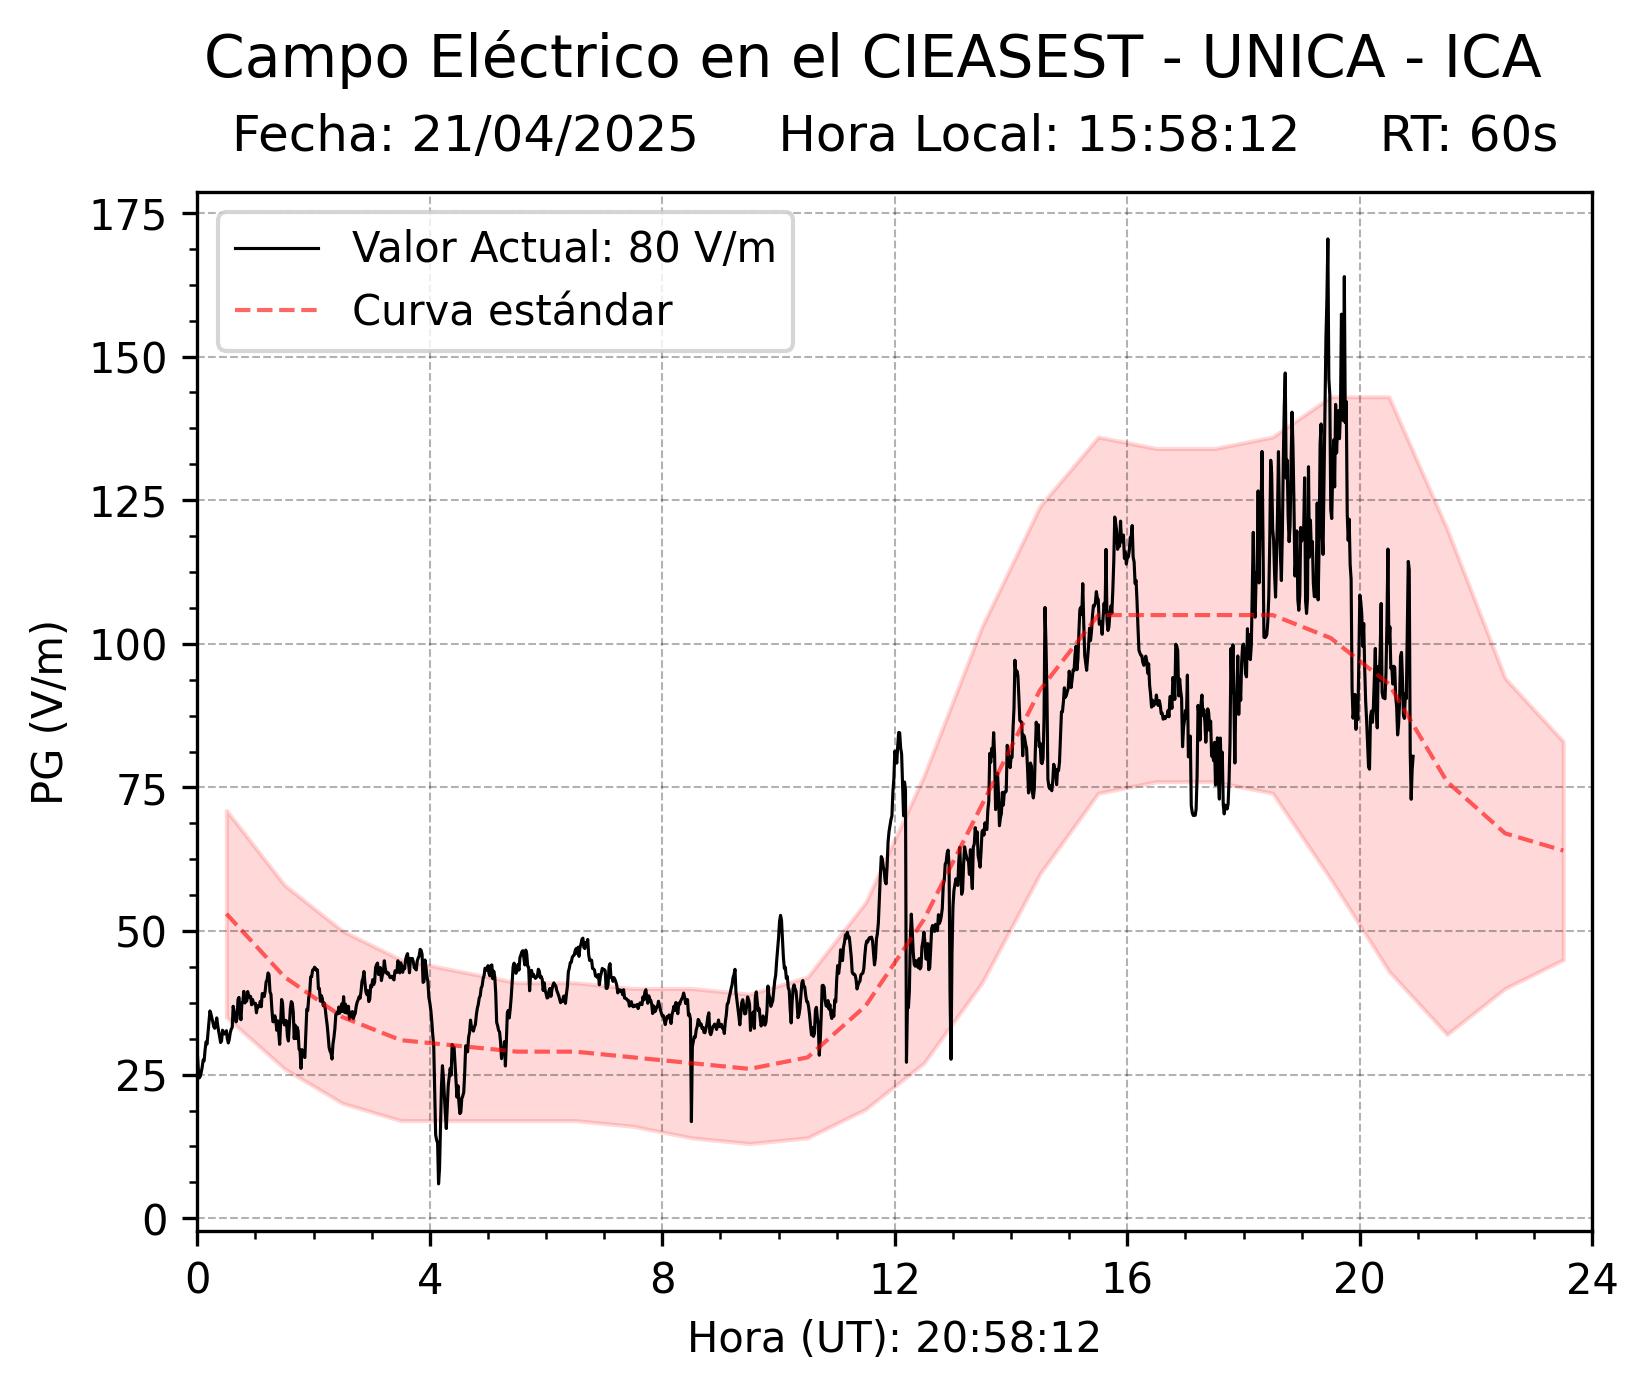 Campo Eléctrico en el CIEASEST - UNICA - ICA
Fecha: 21/04/2025 Hora Local: 15:58:12 RT: 60s
Valor Actual: 80 V/m
Curva estándar
PG (V/m)
175
150
125
100
75
50
25
0
0 4 8 12 16 20 24
Hora (UT): 20:58:12